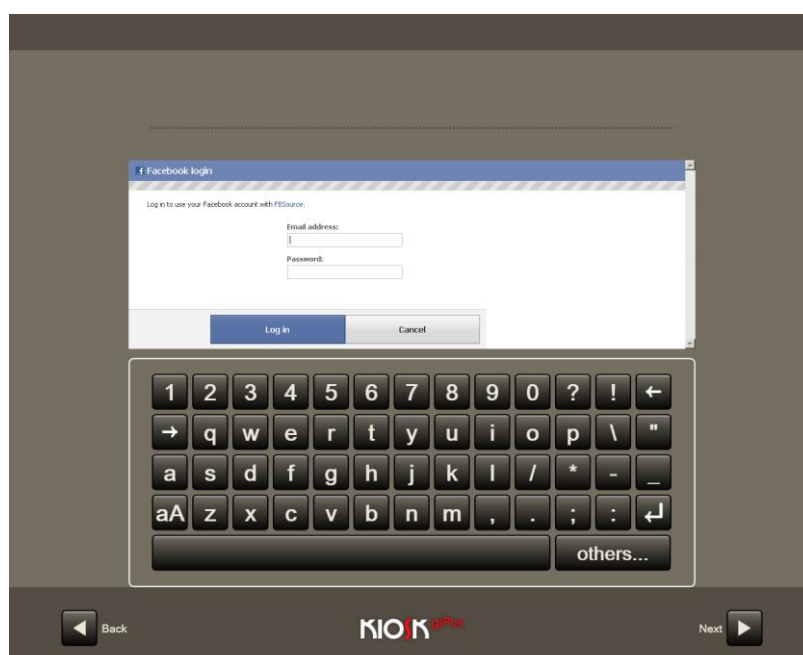 Facebook login
Log in to use your Facebook account with FBSource.
Email address:
Password:
Log in Cancel
1 2 3 4 5 6 7 8 9 0 ? ! ←
→ q w e r t y u i o p \ "
a s d f g h j k l / * - _
aA z x c v b n m , . ; : ↵
others...
Back KIOSK gifts Next